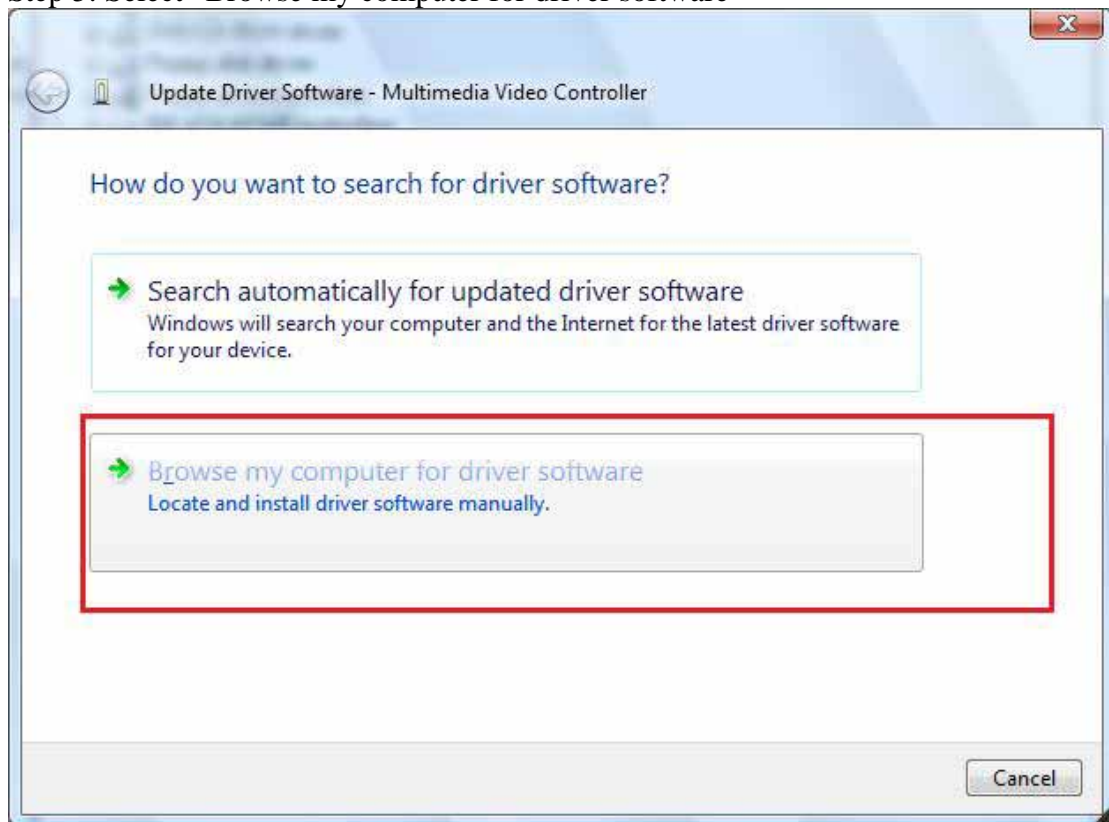 Update Driver Software - Multimedia Video Controller
How do you want to search for driver software?
Search automatically for updated driver software
Windows will search your computer and the Internet for the latest driver software
for your device.
Browse my computer for driver software
Locate and install driver software manually.
Cancel